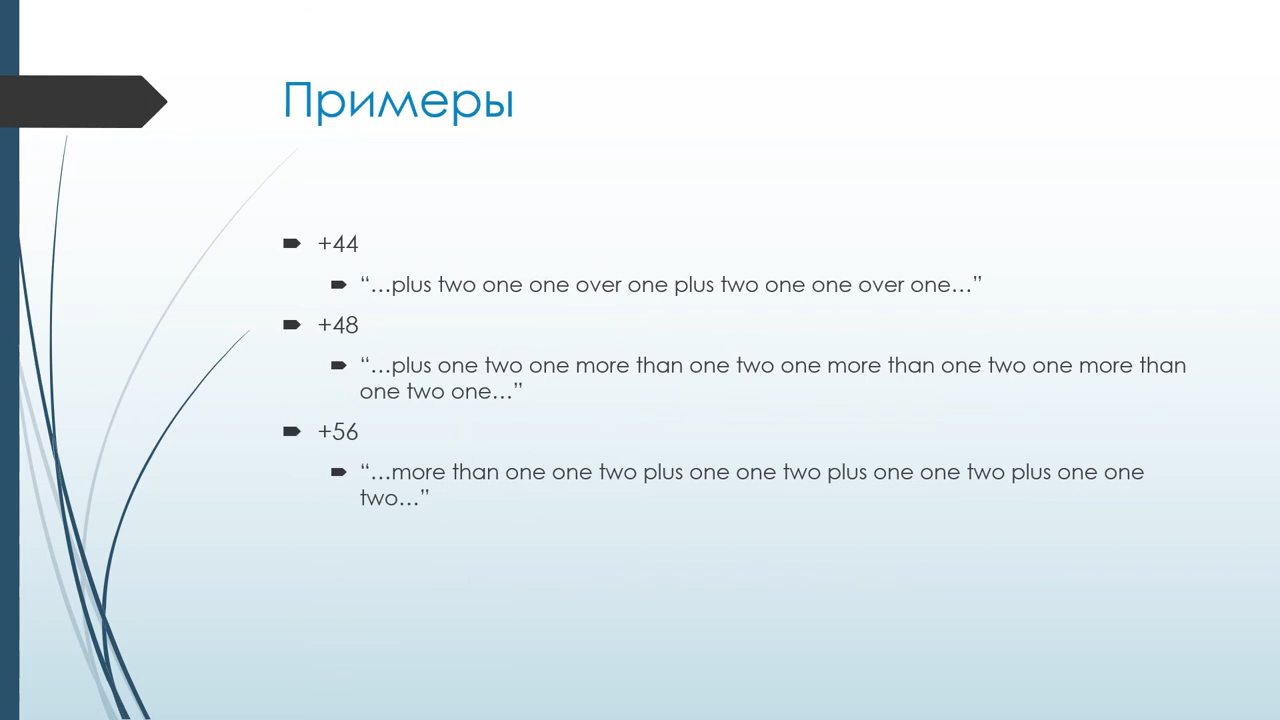 Примеры
+44
“…plus two one one over one plus two one one over one…”
+48
“…plus one two one more than one two one more than one two one more than
one two one…”
+56
“…more than one one two plus one one two plus one one two plus one one
two…”